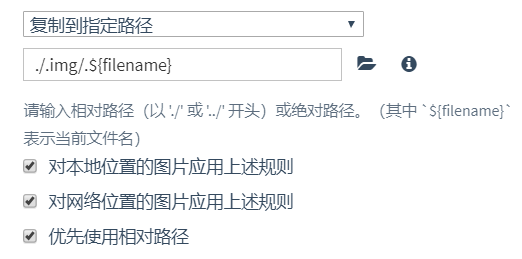 复制到指定路径
./.img/.${filename}
请输入相对路径（以 './' 或 '../' 开头）或绝对路径。（其中 `${filename}`
表示当前文件名）
对本地位置的图片应用上述规则
对网络位置的图片应用上述规则
优先使用相对路径